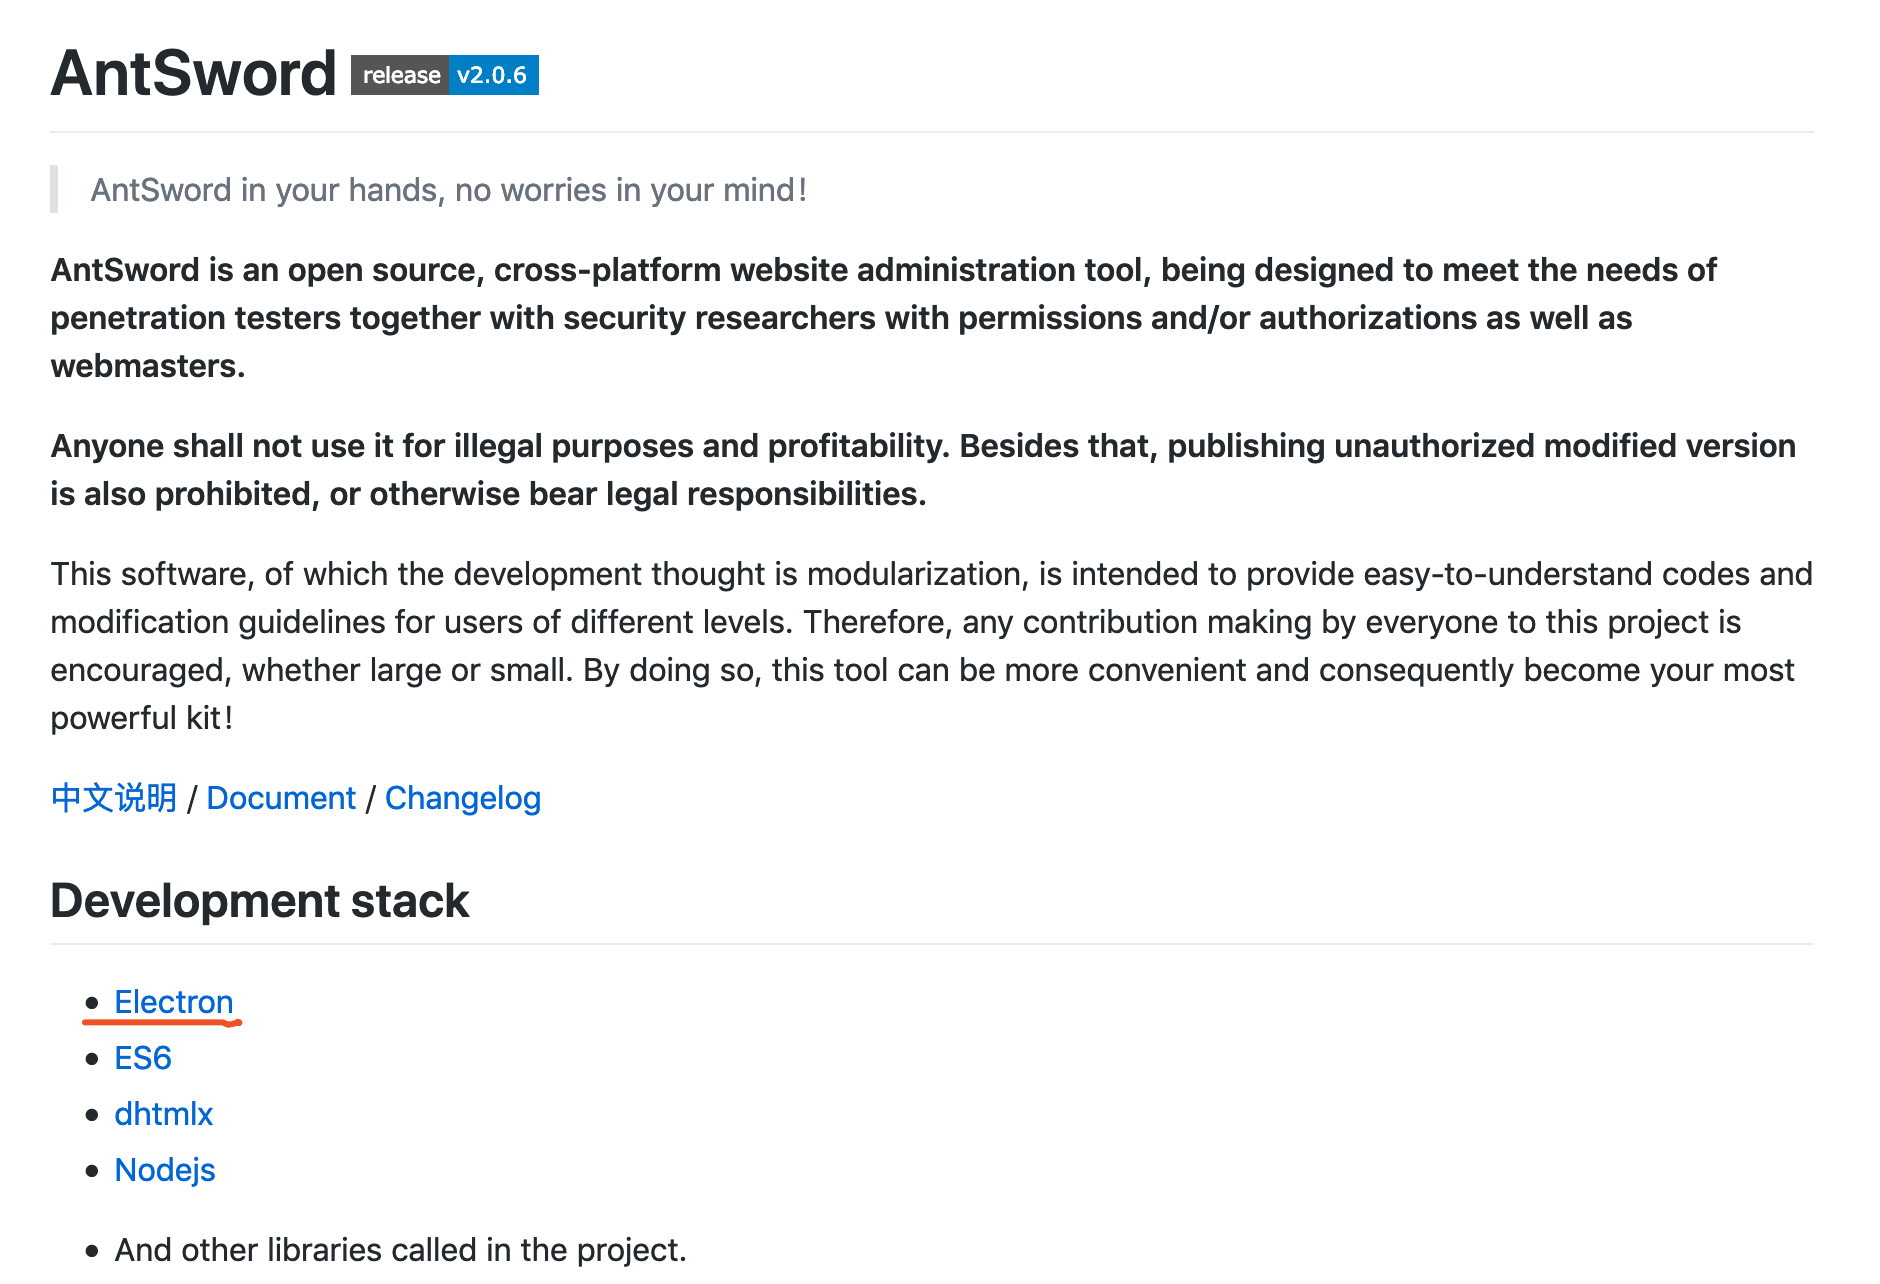 AntSword release v2.0.6
AntSword in your hands, no worries in your mind!
AntSword is an open source, cross-platform website administration tool, being designed to meet the needs of
penetration testers together with security researchers with permissions and/or authorizations as well as
webmasters.
Anyone shall not use it for illegal purposes and profitability. Besides that, publishing unauthorized modified version
is also prohibited, or otherwise bear legal responsibilities.
This software, of which the development thought is modularization, is intended to provide easy-to-understand codes and
modification guidelines for users of different levels. Therefore, any contribution making by everyone to this project is
encouraged, whether large or small. By doing so, this tool can be more convenient and consequently become your most
powerful kit!
中文说明 / Document / Changelog
Development stack
• Electron
• ES6
• dhtmlx
• Nodejs
• And other libraries called in the project.